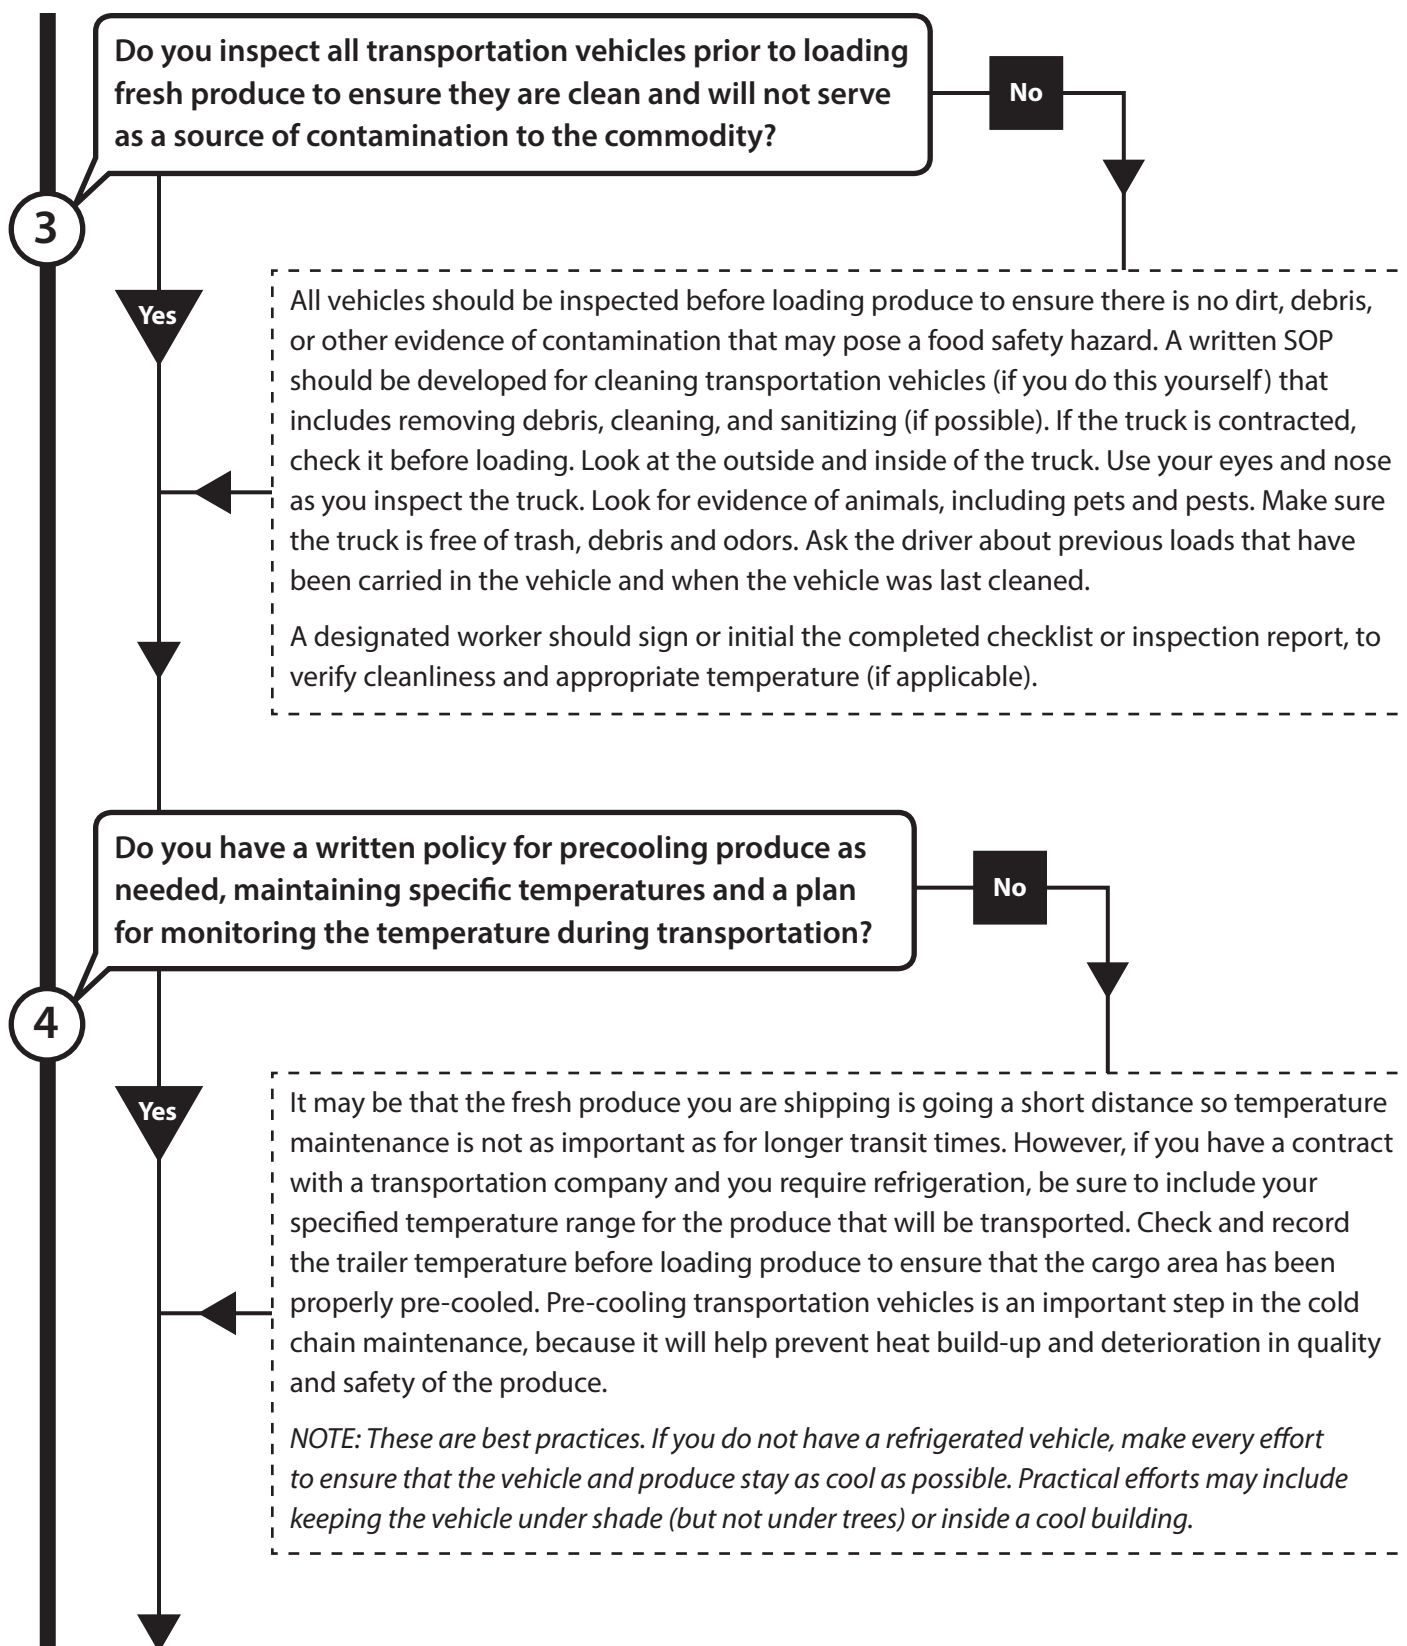 Do you inspect all transportation vehicles prior to loading
fresh produce to ensure they are clean and will not serve
as a source of contamination to the commodity?
No
3
Yes
All vehicles should be inspected before loading produce to ensure there is no dirt, debris,
or other evidence of contamination that may pose a food safety hazard. A written SOP
should be developed for cleaning transportation vehicles (if you do this yourself) that
includes removing debris, cleaning, and sanitizing (if possible). If the truck is contracted,
check it before loading. Look at the outside and inside of the truck. Use your eyes and nose
as you inspect the truck. Look for evidence of animals, including pets and pests. Make sure
the truck is free of trash, debris and odors. Ask the driver about previous loads that have
been carried in the vehicle and when the vehicle was last cleaned.
A designated worker should sign or initial the completed checklist or inspection report, to
verify cleanliness and appropriate temperature (if applicable).
Do you have a written policy for precooling produce as
needed, maintaining specific temperatures and a plan
for monitoring the temperature during transportation?
No
4
Yes
It may be that the fresh produce you are shipping is going a short distance so temperature
maintenance is not as important as for longer transit times. However, if you have a contract
with a transportation company and you require refrigeration, be sure to include your
specified temperature range for the produce that will be transported. Check and record
the trailer temperature before loading produce to ensure that the cargo area has been
properly pre-cooled. Pre-cooling transportation vehicles is an important step in the cold
chain maintenance, because it will help prevent heat build-up and deterioration in quality
and safety of the produce.
NOTE: These are best practices. If you do not have a refrigerated vehicle, make every effort
to ensure that the vehicle and produce stay as cool as possible. Practical efforts may include
keeping the vehicle under shade (but not under trees) or inside a cool building.